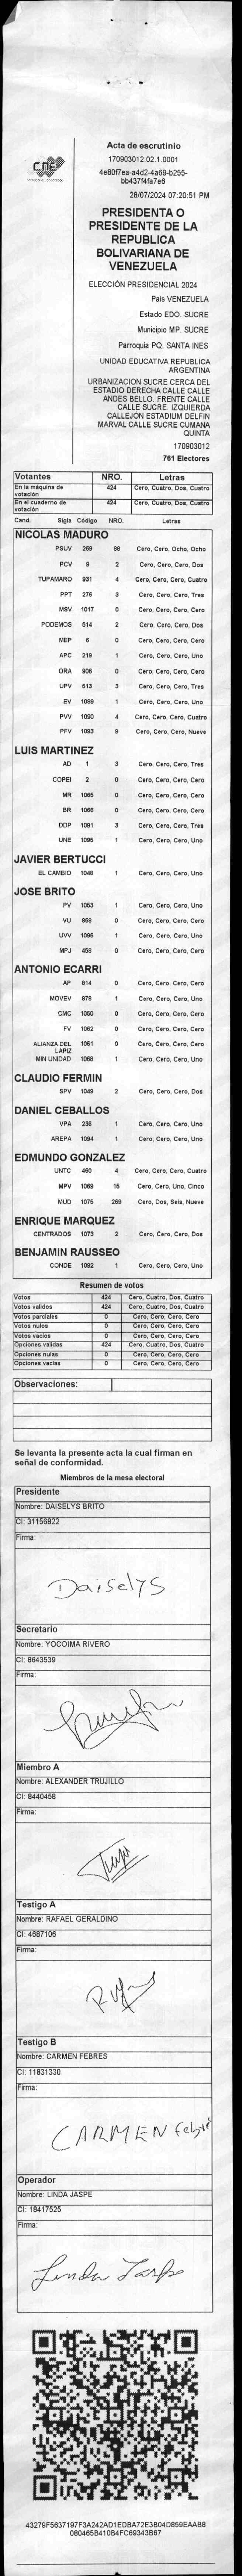 CNE
Acta de escrutinio
170903012.02.1.0001
4e80f7ea-a4d2-4a69-b255-
bb437f4fa7e6
28/07/2024 07:20:51 PM
PRESIDENTA O
PRESIDENTE DE LA
REPUBLICA
BOLIVARIANA DE
VENEZUELA
ELECCIÓN PRESIDENCIAL 2024
Pais VENEZUELA
Estado EDO. SUCRE
Municipio MP. SUCRE
Parroquia PQ. SANTA INES
UNIDAD EDUCATIVA REPUBLICA
ARGENTINA
URBANIZACION SUCRE CERCA DEL
ESTADIO DERECHA CALLE CALLE
ANDES BELLO. FRENTE CALLE
CALLE SUCRE. IZQUIERDA
CALLEJÓN ESTADIUM DELFIN
MARVAL CALLE SUCRE CUMANA
QUINTA
170903012
761 Electores
Votantes NRO. Letras
En la máquina de votación 424 Cero, Cuatro, Dos, Cuatro
En el cuaderno de votación 424 Cero, Cuatro, Dos, Cuatro
Cand. Sigla Código NRO. Letras
NICOLAS MADURO
PSUV 269 88 Cero, Cero, Ocho, Ocho
PCV 9 2 Cero, Cero, Cero, Dos
TUPAMARO 931 4 Cero, Cero, Cero, Cuatro
PPT 276 3 Cero, Cero, Cero, Tres
MSV 1017 0 Cero, Cero, Cero, Cero
PODEMOS 514 2 Cero, Cero, Cero, Dos
MEP 6 0 Cero, Cero, Cero, Cero
APC 219 1 Cero, Cero, Cero, Uno
ORA 906 0 Cero, Cero, Cero, Cero
UPV 513 3 Cero, Cero, Cero, Tres
EV 1089 1 Cero, Cero, Cero, Uno
PVV 1090 4 Cero, Cero, Cero, Cuatro
PFV 1093 9 Cero, Cero, Cero, Nueve
LUIS MARTINEZ
AD 1 3 Cero, Cero, Cero, Tres
COPEI 2 0 Cero, Cero, Cero, Cero
MR 1065 0 Cero, Cero, Cero, Cero
BR 1066 0 Cero, Cero, Cero, Cero
DDP 1091 3 Cero, Cero, Cero, Tres
UNE 1095 1 Cero, Cero, Cero, Uno
JAVIER BERTUCCI
EL CAMBIO 1048 1 Cero, Cero, Cero, Uno
JOSE BRITO
PV 1053 1 Cero, Cero, Cero, Uno
VU 868 0 Cero, Cero, Cero, Cero
UVV 1096 1 Cero, Cero, Cero, Uno
MPJ 456 0 Cero, Cero, Cero, Cero
ANTONIO ECARRI
AP 814 0 Cero, Cero, Cero, Cero
MOVEV 878 1 Cero, Cero, Cero, Uno
CMC 1050 0 Cero, Cero, Cero, Cero
FV 1062 0 Cero, Cero, Cero, Cero
ALIANZA DEL LAPIZ 1051 0 Cero, Cero, Cero, Cero
MIN UNIDAD 1068 1 Cero, Cero, Cero, Uno
CLAUDIO FERMIN
SPV 1049 2 Cero, Cero, Cero, Dos
DANIEL CEBALLOS
VPA 236 1 Cero, Cero, Cero, Uno
AREPA 1094 1 Cero, Cero, Cero, Uno
EDMUNDO GONZALEZ
UNTC 460 4 Cero, Cero, Cero, Cuatro
MPV 1069 15 Cero, Cero, Uno, Cinco
MUD 1075 269 Cero, Dos, Seis, Nueve
ENRIQUE MARQUEZ
CENTRADOS 1073 2 Cero, Cero, Cero, Dos
BENJAMIN RAUSSEO
CONDE 1092 1 Cero, Cero, Cero, Uno
Resumen de votos
Votos 424 Cero, Cuatro, Dos, Cuatro
Votos validos 424 Cero, Cuatro, Dos, Cuatro
Votos parciales 0 Cero, Cero, Cero, Cero
Votos nulos 0 Cero, Cero, Cero, Cero
Votos vacios 0 Cero, Cero, Cero, Cero
Opciones validas 424 Cero, Cuatro, Dos, Cuatro
Opciones nulas 0 Cero, Cero, Cero, Cero
Opciones vacias 0 Cero, Cero, Cero, Cero
Observaciones:
Se levanta la presente acta la cual firman en
señal de conformidad.
Miembros de la mesa electoral
Presidente
Nombre: DAISELYS BRITO
CI: 31156822
Firma:
Daiselys
Secretario
Nombre: YOCOIMA RIVERO
CI: 8643539
Firma:
Miembro A
Nombre: ALEXANDER TRUJILLO
CI: 8440458
Firma:
Testigo A
Nombre: RAFAEL GERALDINO
CI: 4687106
Firma:
Testigo B
Nombre: CARMEN FEBRES
CI: 11831330
Firma:
CARMEN Febres
Operador
Nombre: LINDA JASPE
CI: 18417525
Firma:
Linda Jaspe
43279F5637197F3A242AD1EDBA72E3B04D859EAAB8
080465B410B4FC69343B67